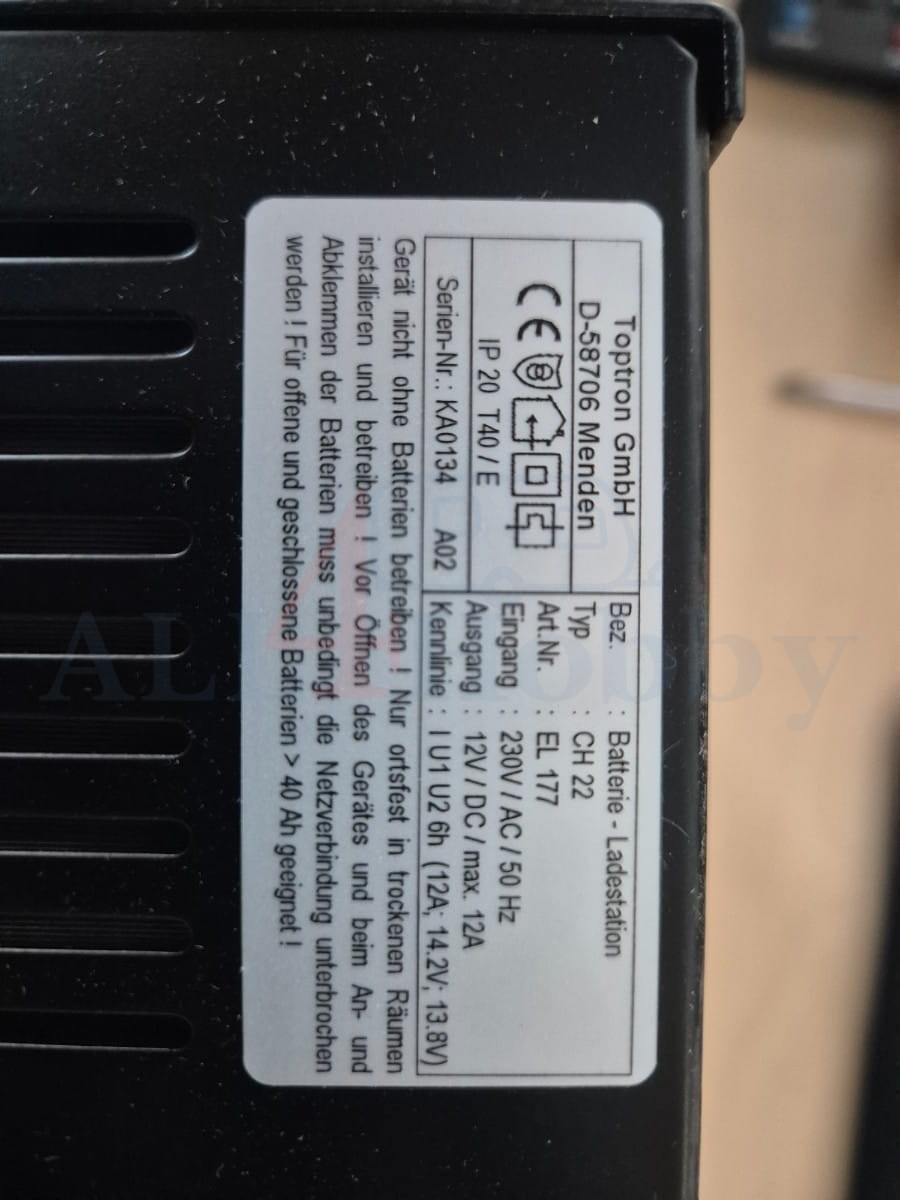 Toptron GmbH
D-58706 Menden
CE
IP 20 T40 / E
Serien-Nr.: KA0134 A02
Bez. : Batterie - Ladestation
Typ : CH 22
Art.Nr. : EL 177
Eingang : 230V / AC / 50 Hz
Ausgang : 12V / DC / max. 12A
Kennlinie : I U1 U2 6h (12A; 14.2V; 13.8V)
Gerät nicht ohne Batterien betreiben ! Nur ortsfest in trockenen Räumen
installieren und betreiben ! Vor Öffnen des Gerätes und beim An- und
Abklemmen der Batterien muss unbedingt die Netzverbindung unterbrochen
werden ! Für offene und geschlossene Batterien > 40 Ah geeignet !
ALL4Hobby